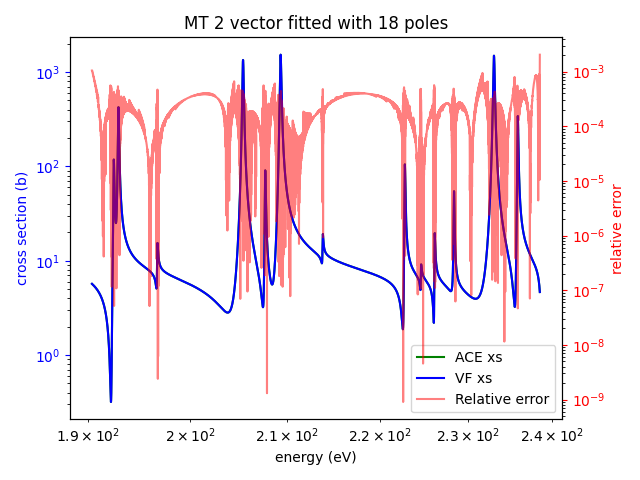 MT 2 vector fitted with 18 poles
10³
10²
10¹
10⁰
cross section (b)
10⁻³
10⁻⁴
10⁻⁵
10⁻⁶
10⁻⁷
10⁻⁸
10⁻⁹
relative error
ACE xs
VF xs
Relative error
1.9 × 10² 2 × 10² 2.1 × 10² 2.2 × 10² 2.3 × 10² 2.4 × 10²
energy (eV)